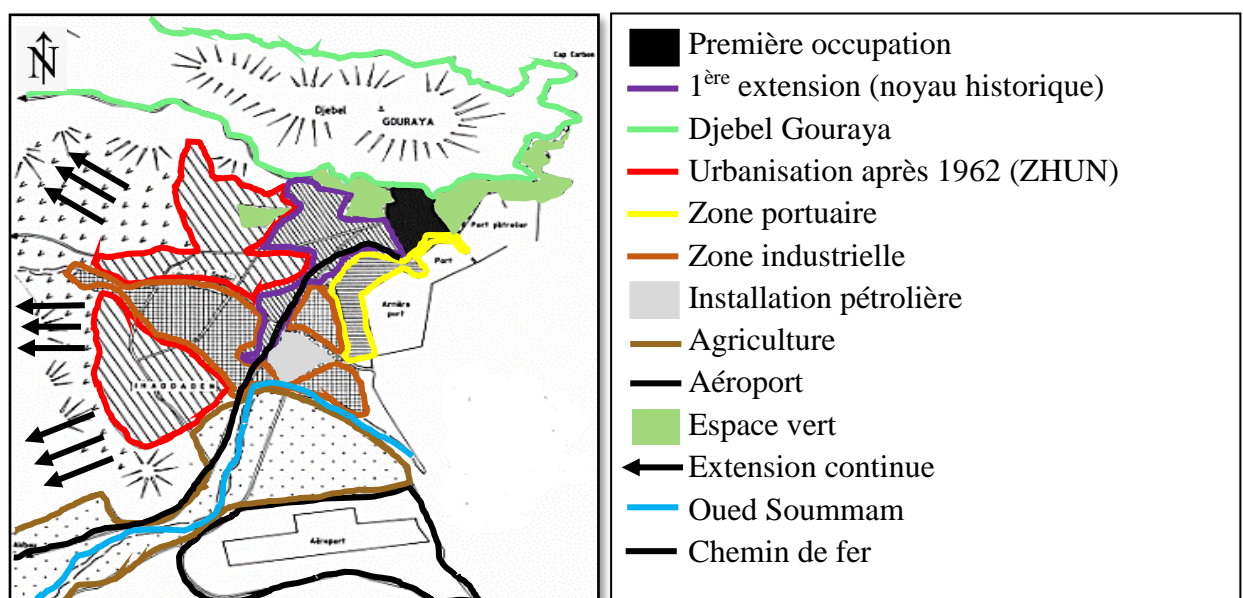 N
Cap Carbon
Djebel
GOURAYA
Port pétrolier
Port
Arrière
port
IHADDADEN
Aéroport
Première occupation
1ère extension (noyau historique)
Djebel Gouraya
Urbanisation après 1962 (ZHUN)
Zone portuaire
Zone industrielle
Installation pétrolière
Agriculture
Aéroport
Espace vert
Extension continue
Oued Soummam
Chemin de fer